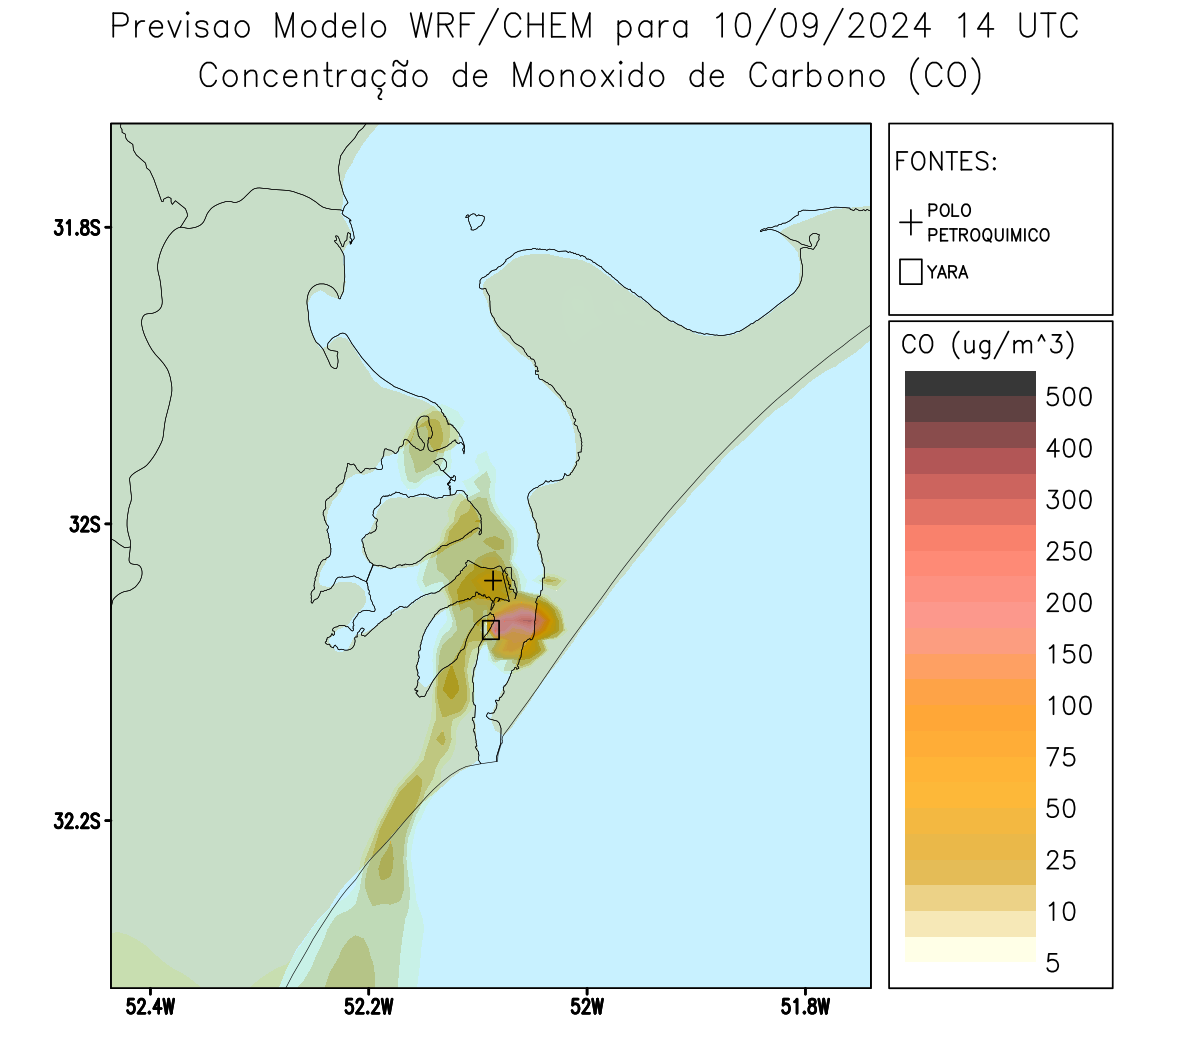 Previsao Modelo WRF/CHEM para 10/09/2024 14 UTC
Concentração de Monoxido de Carbono (CO)
FONTES:
POLO
PETROQUIMICO
YARA
CO (ug/m^3)
500
400
300
250
200
150
100
75
50
25
10
5
31.8S
32S
32.2S
52.4W
52.2W
52W
51.8W